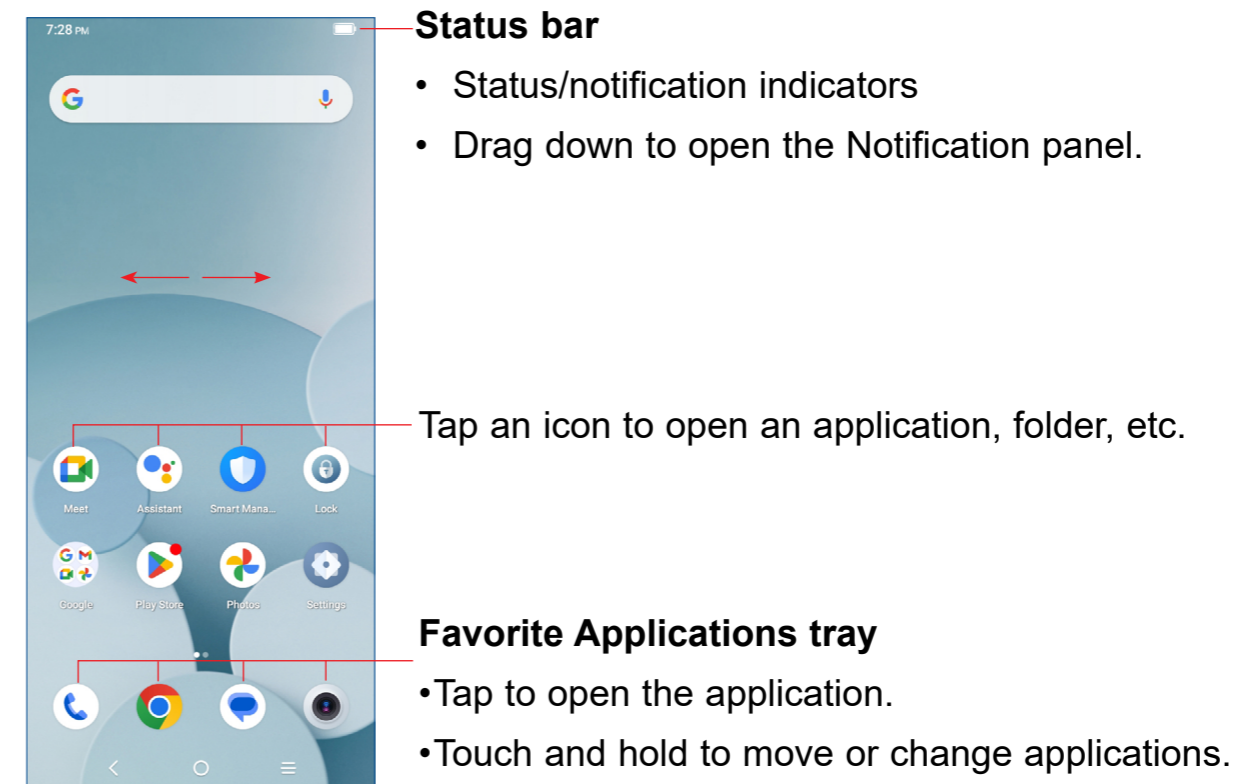 7:28 PM
Status bar
• Status/notification indicators
• Drag down to open the Notification panel.
Tap an icon to open an application, folder, etc.
Meet Assistant Smart Mana... Lock
Google Play Store Photos Settings
Favorite Applications tray
•Tap to open the application.
•Touch and hold to move or change applications.